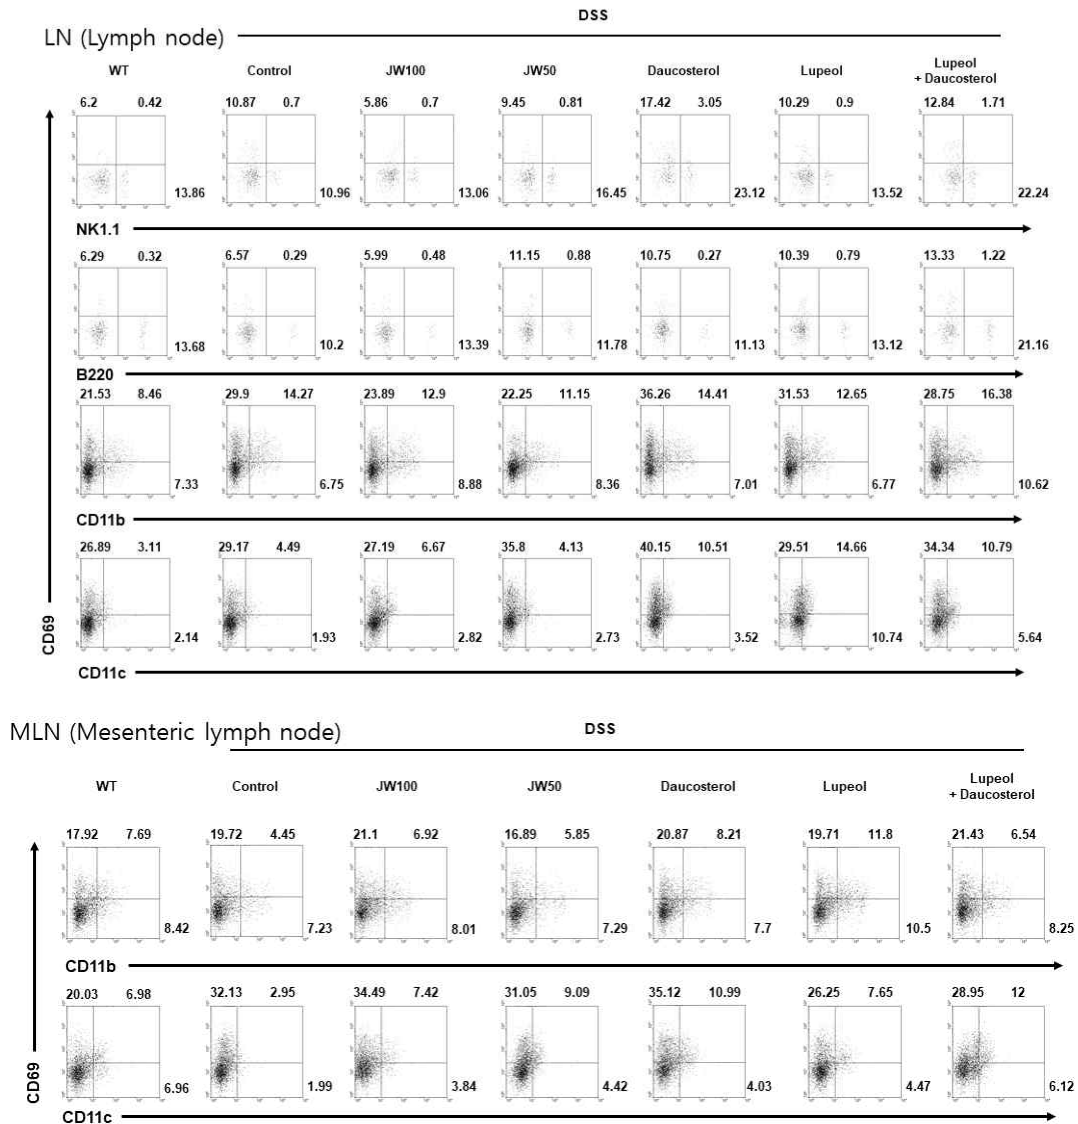 DSS
LN (Lymph node)
WT Control JW100 JW50 Daucosterol Lupeol Lupeol + Daucosterol
6.2 0.42 10.87 0.7 5.86 0.7 9.45 0.81 17.42 3.05 10.29 0.9 12.84 1.71
13.86 10.96 13.06 16.45 23.12 13.52 22.24
NK1.1
6.29 0.32 6.57 0.29 5.99 0.48 11.15 0.88 10.75 0.27 10.39 0.79 13.33 1.22
13.68 10.2 13.39 11.78 11.13 13.12 21.16
B220
21.53 8.46 29.9 14.27 23.89 12.9 22.25 11.15 36.26 14.41 31.53 12.65 28.75 16.38
7.33 6.75 8.88 8.36 7.01 6.77 10.62
CD11b
26.89 3.11 29.17 4.49 27.19 6.67 35.8 4.13 40.15 10.51 29.51 14.66 34.34 10.79
2.14 1.93 2.82 2.73 3.52 10.74 5.64
CD69
CD11c
MLN (Mesenteric lymph node)
DSS
WT Control JW100 JW50 Daucosterol Lupeol Lupeol + Daucosterol
17.92 7.69 19.72 4.45 21.1 6.92 16.89 5.85 20.87 8.21 19.71 11.8 21.43 6.54
8.42 7.23 8.01 7.29 7.7 10.5 8.25
CD11b
20.03 6.98 32.13 2.95 34.49 7.42 31.05 9.09 35.12 10.99 26.25 7.65 28.95 12
6.96 1.99 3.84 4.42 4.03 4.47 6.12
CD69
CD11c